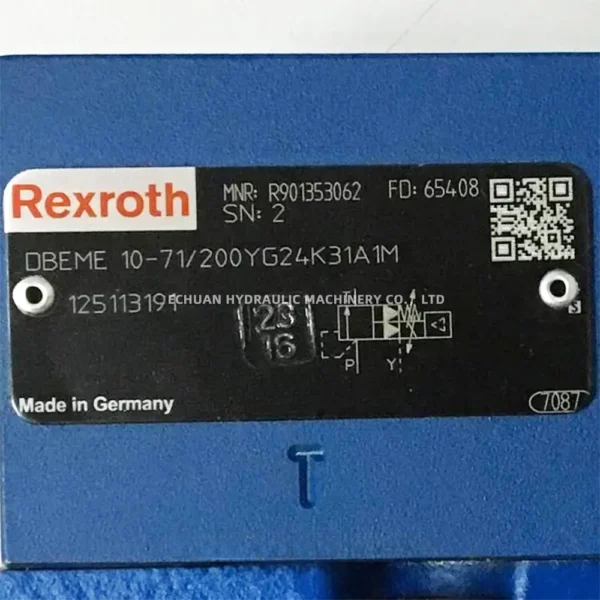 Rexroth
MNR: R901353062 FD: 65408
SN: 2
DBEME 10-71/200YG24K31A1M
ECHUAN HYDRAULIC MACHINERY CO., LTD
125113191
23
16
T
P Y
S
Made in Germany
7087
T